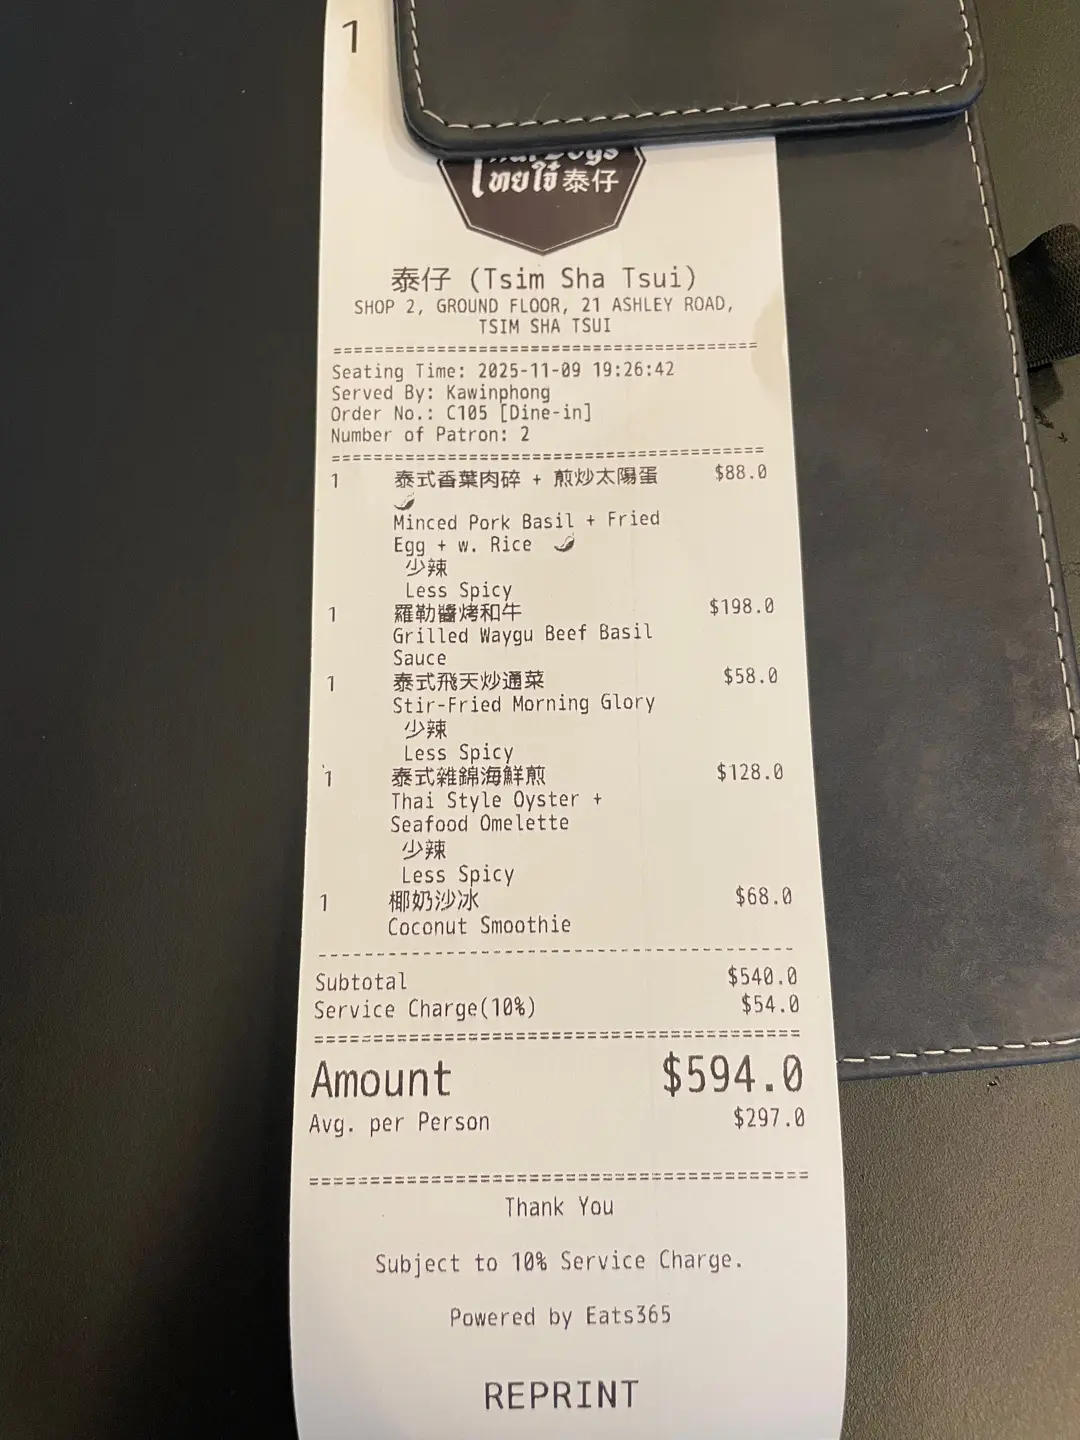 1
ไทยใจ๋ 泰仔
泰仔 (Tsim Sha Tsui)
SHOP 2, GROUND FLOOR, 21 ASHLEY ROAD,
TSIM SHA TSUI
Seating Time: 2025-11-09 19:26:42
Served By: Kawinphong
Order No.: C105 [Dine-in]
Number of Patron: 2
1 泰式香葉肉碎 + 煎炒太陽蛋 $88.0
Minced Pork Basil + Fried
Egg + w. Rice
少辣
Less Spicy
1 羅勒醬烤和牛 $198.0
Grilled Waygu Beef Basil
Sauce
1 泰式飛天炒通菜 $58.0
Stir-Fried Morning Glory
少辣
Less Spicy
1 泰式雜錦海鮮煎 $128.0
Thai Style Oyster +
Seafood Omelette
少辣
Less Spicy
1 椰奶沙冰 $68.0
Coconut Smoothie
Subtotal $540.0
Service Charge(10%) $54.0
Amount $594.0
Avg. per Person $297.0
Thank You
Subject to 10% Service Charge.
Powered by Eats365
REPRINT